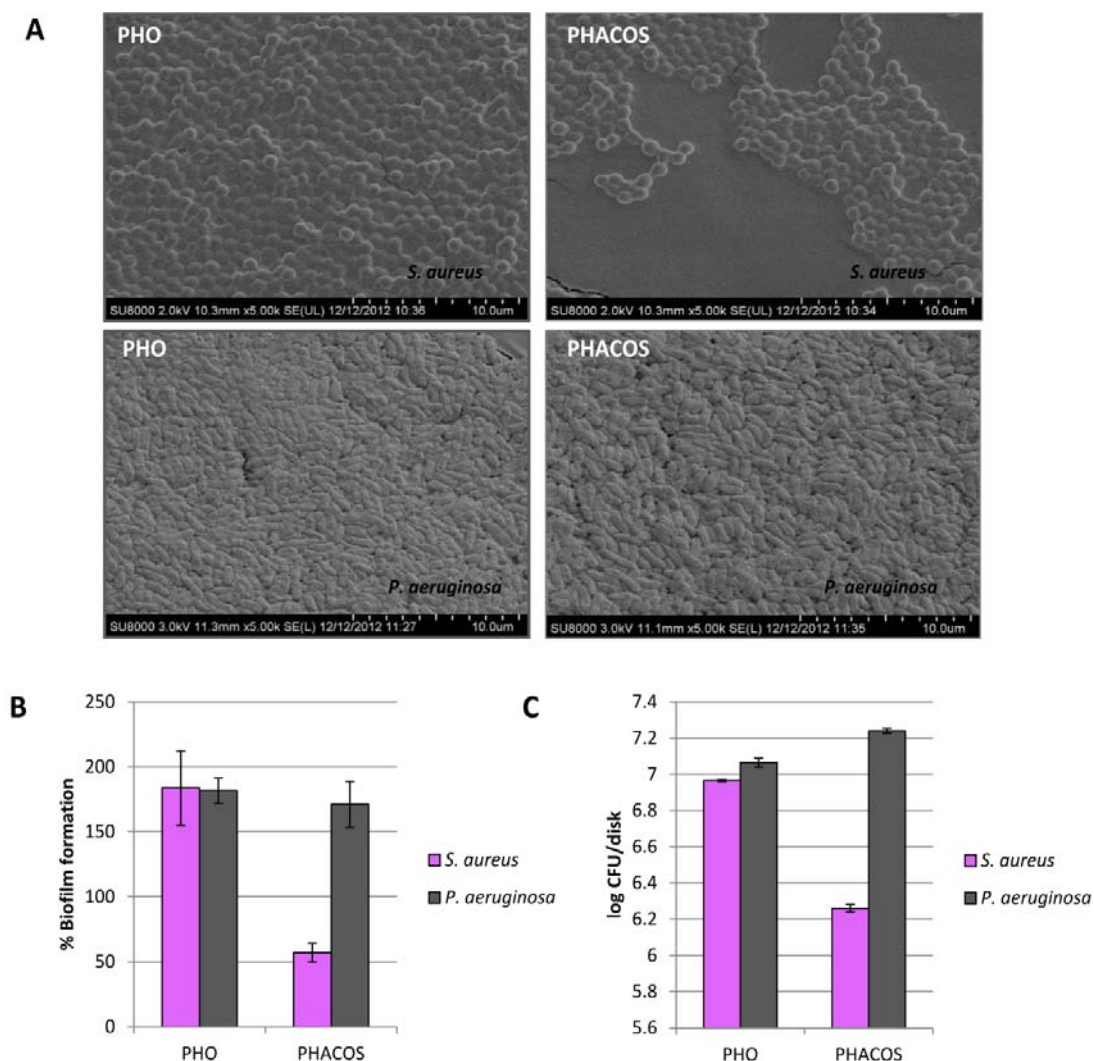 A
PHO
S. aureus
SU8000 2.0kV 10.3mm x5.00k SE(UL) 12/12/2012 10:36 10.0um
PHACOS
S. aureus
SU8000 2.0kV 10.3mm x5.00k SE(UL) 12/12/2012 10:34 10.0um
PHO
P. aeruginosa
SU8000 3.0kV 11.3mm x5.00k SE(L) 12/12/2012 11:27 10.0um
PHACOS
P. aeruginosa
SU8000 3.0kV 11.1mm x5.00k SE(L) 12/12/2012 11:35 10.0um
B
% Biofilm formation
250
200
150
100
50
0
PHO PHACOS
S. aureus
P. aeruginosa
C
log CFU/disk
7.4
7.2
7
6.8
6.6
6.4
6.2
6
5.8
5.6
PHO PHACOS
S. aureus
P. aeruginosa